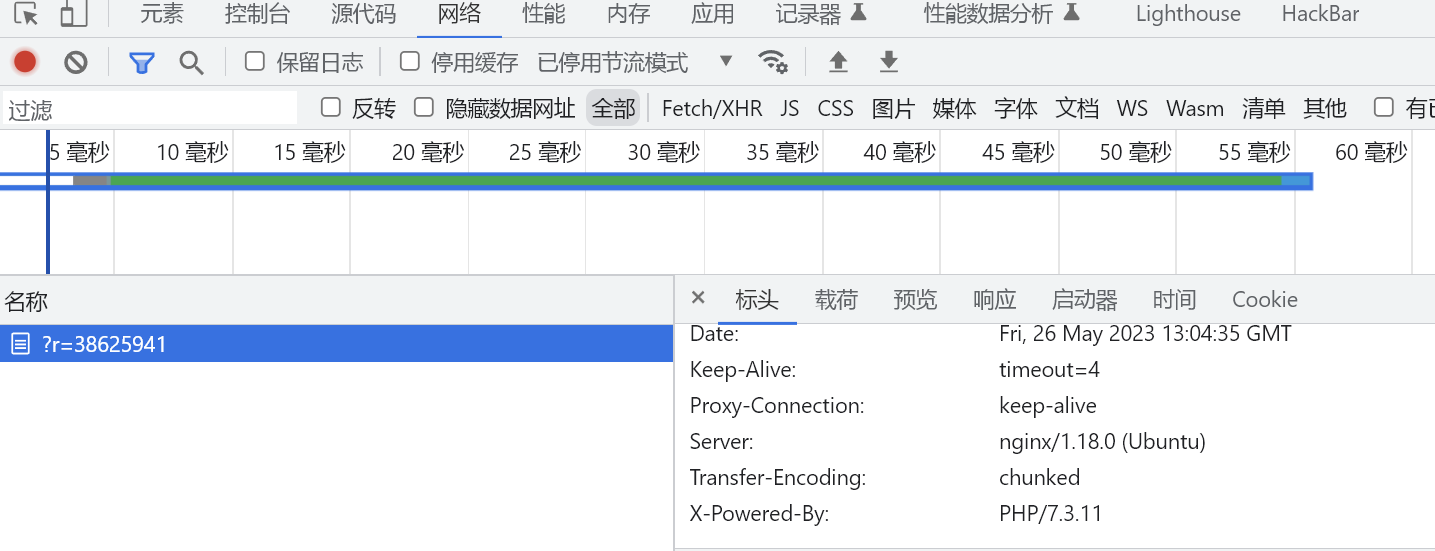 元素 控制台 源代码 网络 性能 内存 应用 记录器 性能数据分析 Lighthouse HackBar
保留日志 停用缓存 已停用节流模式
过滤 反转 隐藏数据网址 全部 Fetch/XHR JS CSS 图片 媒体 字体 文档 WS Wasm 清单 其他 有已
5 毫秒 10 毫秒 15 毫秒 20 毫秒 25 毫秒 30 毫秒 35 毫秒 40 毫秒 45 毫秒 50 毫秒 55 毫秒 60 毫秒
名称 标头 载荷 预览 响应 启动器 时间 Cookie
?r=38625941
Date: Fri, 26 May 2023 13:04:35 GMT
Keep-Alive: timeout=4
Proxy-Connection: keep-alive
Server: nginx/1.18.0 (Ubuntu)
Transfer-Encoding: chunked
X-Powered-By: PHP/7.3.11